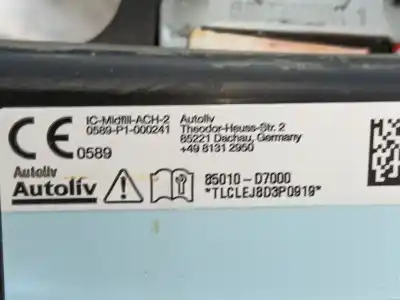 CE 0589
IC-Midfill-ACH-2
0589-P1-000241
Autoliv
Theodor-Heuss-Str. 2
85221 Dachau, Germany
+49 8131 2950
Autoliv
Autoliv
85010-D7000
*TLCLEJ8D3P0919*